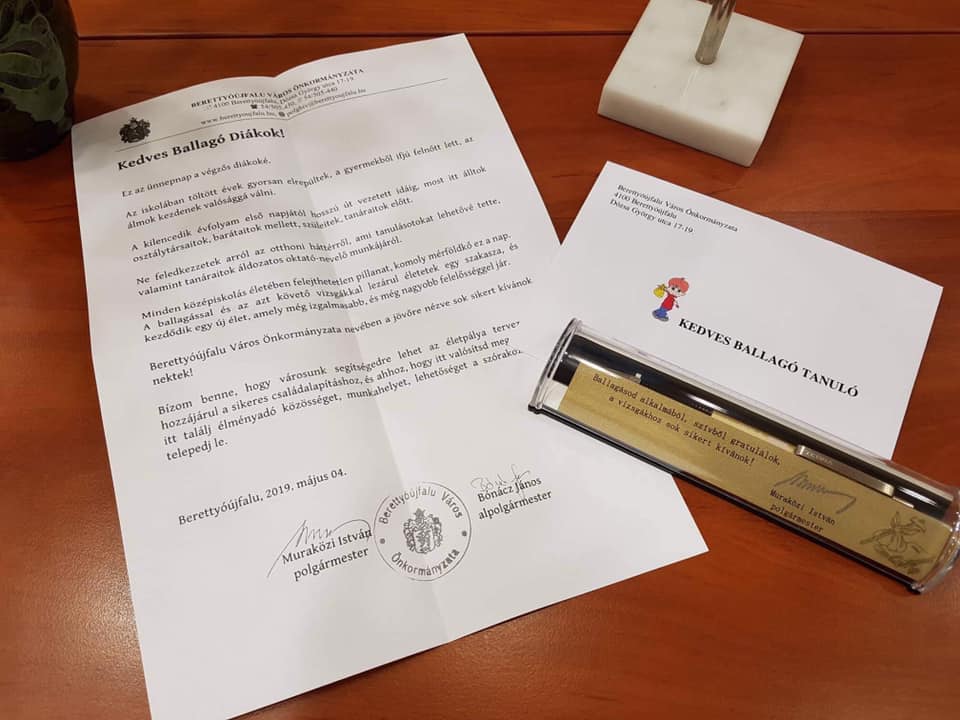 BERETTYÓÚJFALU VÁROS ÖNKORMÁNYZATA
4100 Berettyóújfalu, Dózsa György utca 17-19
54/505-430, 54/505-440
www.berettyoujfalu.hu, polghiv@berettyoujfalu.hu
Kedves Ballagó Diákok!
Ez az ünnepnap a végzős diákoké.
Az iskolában töltött évek gyorsan elrepültek, a gyermekből ifjú felnőtt lett, az
álmok kezdenek valósággá válni.
A kilencedik évfolyam első napjától hosszú út vezetett idáig, most itt álltok
osztálytársaitok, barátaitok mellett, szüleitek, tanáraitok előtt.
Ne feledkezzetek arról az otthoni háttérről, ami tanulásotokat lehetővé tette,
valamint tanáraitok áldozatos oktató-nevelő munkájáról.
Minden középiskolás életében felejthetetlen pillanat, komoly mérföldkő ez a nap.
A ballagással és az azt követő vizsgákkal lezárul életetek egy szakasza, és
kezdődik egy új élet, amely még izgalmasabb, és még nagyobb felelősséggel jár.
Berettyóújfalu Város Önkormányzata nevében a jövőre nézve sok sikert kívánok
nektek!
Bízom benne, hogy városunk segítségedre lehet az életpálya terve
hozzájárul a sikeres családalapításhoz, és ahhoz, hogy itt valósítsd meg
itt találj élményadó közösséget, munkahelyet, lehetőséget a szórakoz
telepedj le.
Berettyóújfalu, 2019. május 04.
Muraközi István
polgármester
Berettyóújfalu Város
Önkormányzata
Bónácz János
alpolgármester
Berettyóújfalu Város Önkormányzata
4100 Berettyóújfalu
Dózsa György utca 17-19
KEDVES BALLAGÓ TANULÓ
Ballagásod alkalmából, szívből gratulálok,
a vizsgákhoz sok sikert kívánok!
Muraközi István
polgármester